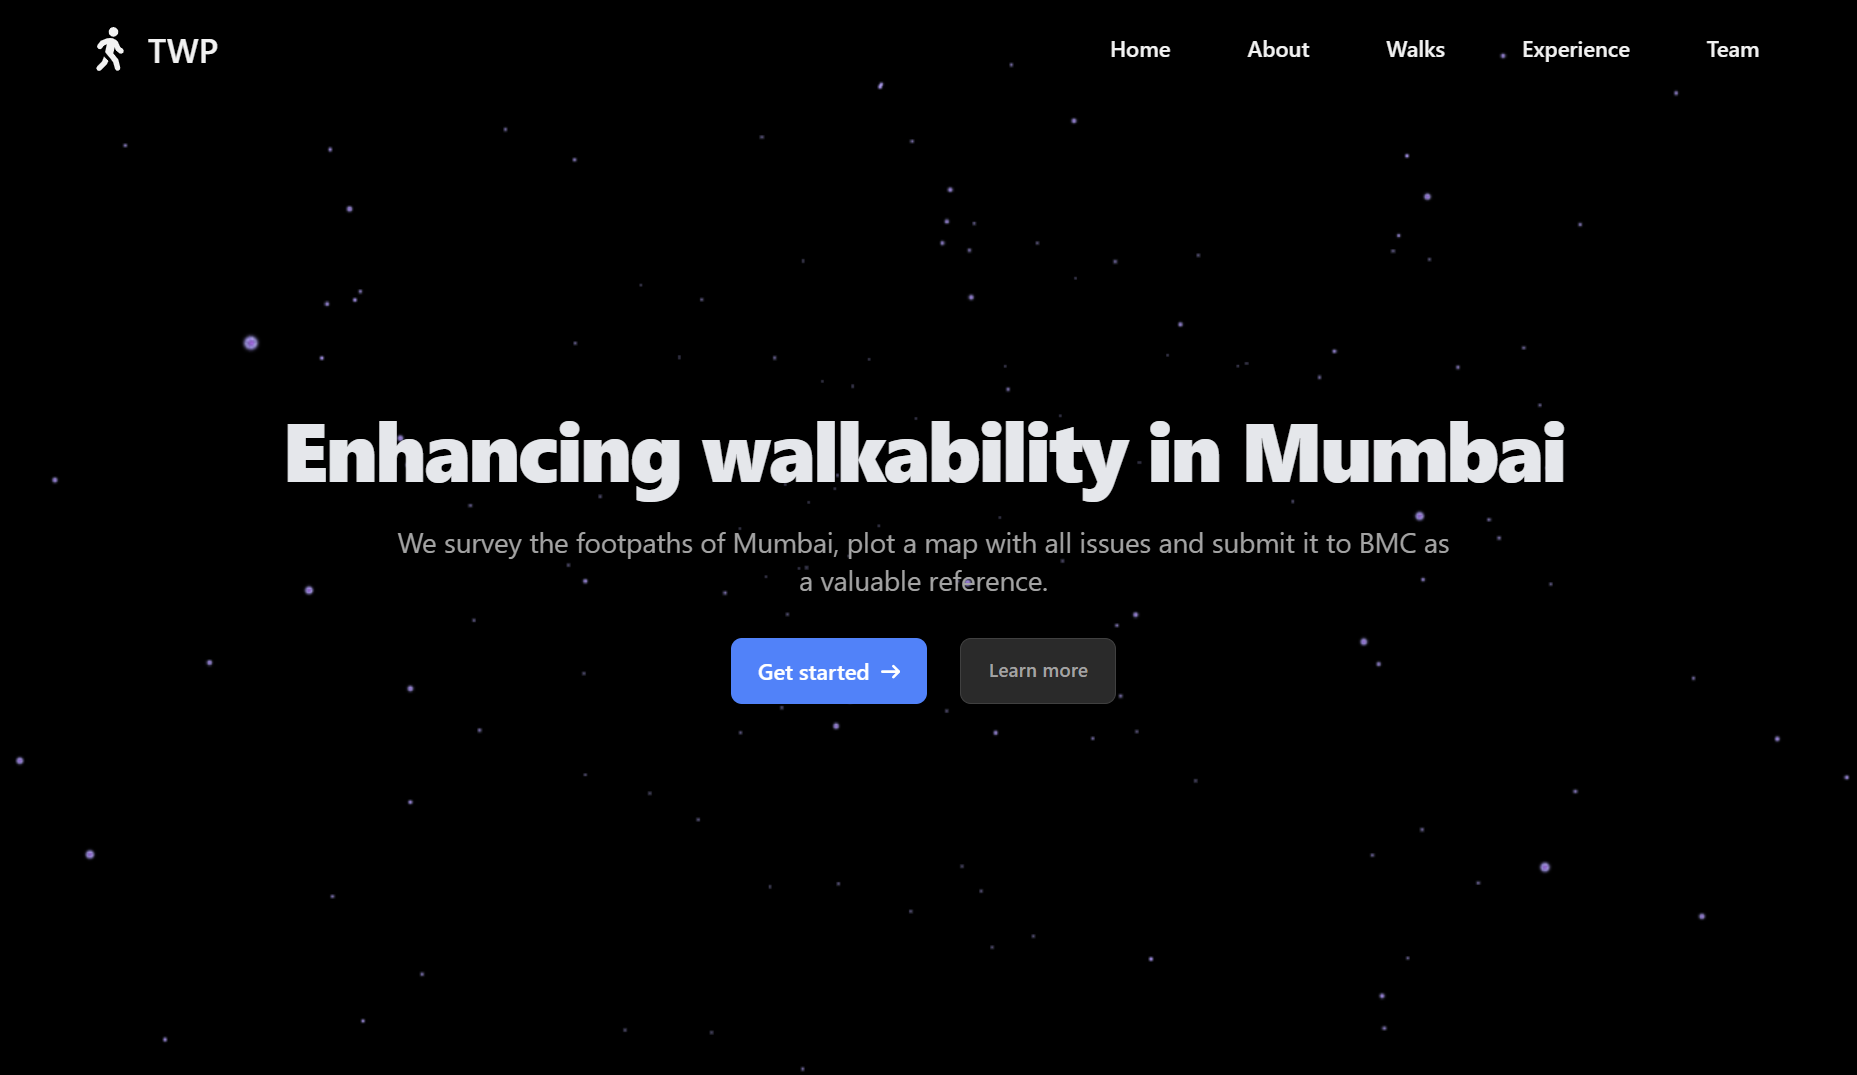 TWP
Home
About
Walks
Experience
Team
Enhancing walkability in Mumbai
We survey the footpaths of Mumbai, plot a map with all issues and submit it to BMC as
a valuable reference.
Get started →
Learn more